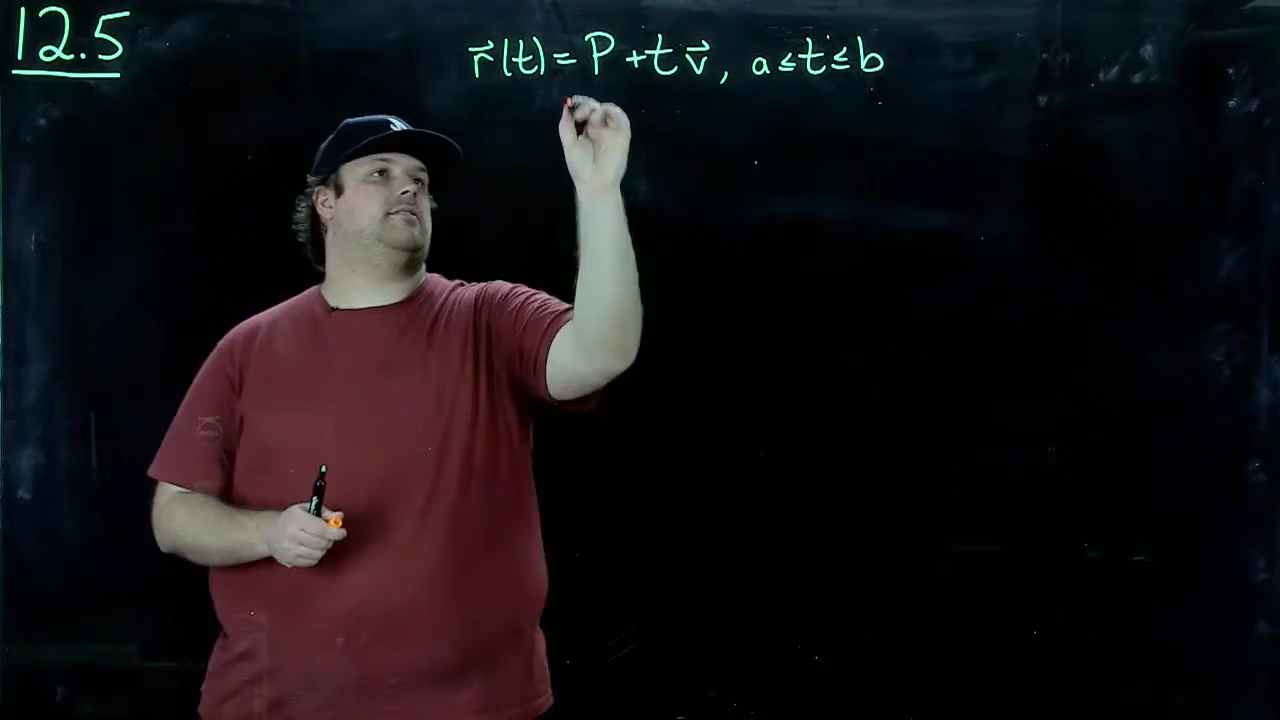 12.5
r⃗(t) = P + t v⃗, a ≤ t ≤ b